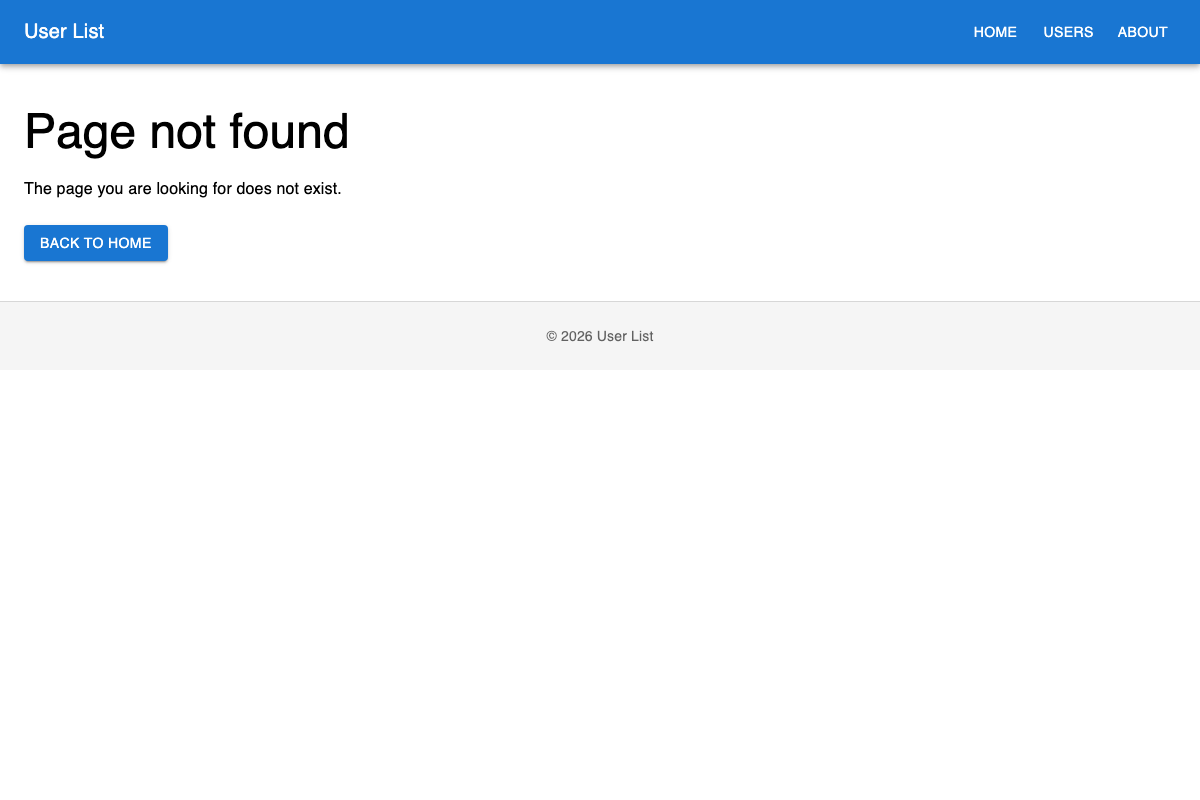 User List
HOME USERS ABOUT
Page not found
The page you are looking for does not exist.
BACK TO HOME
© 2026 User List